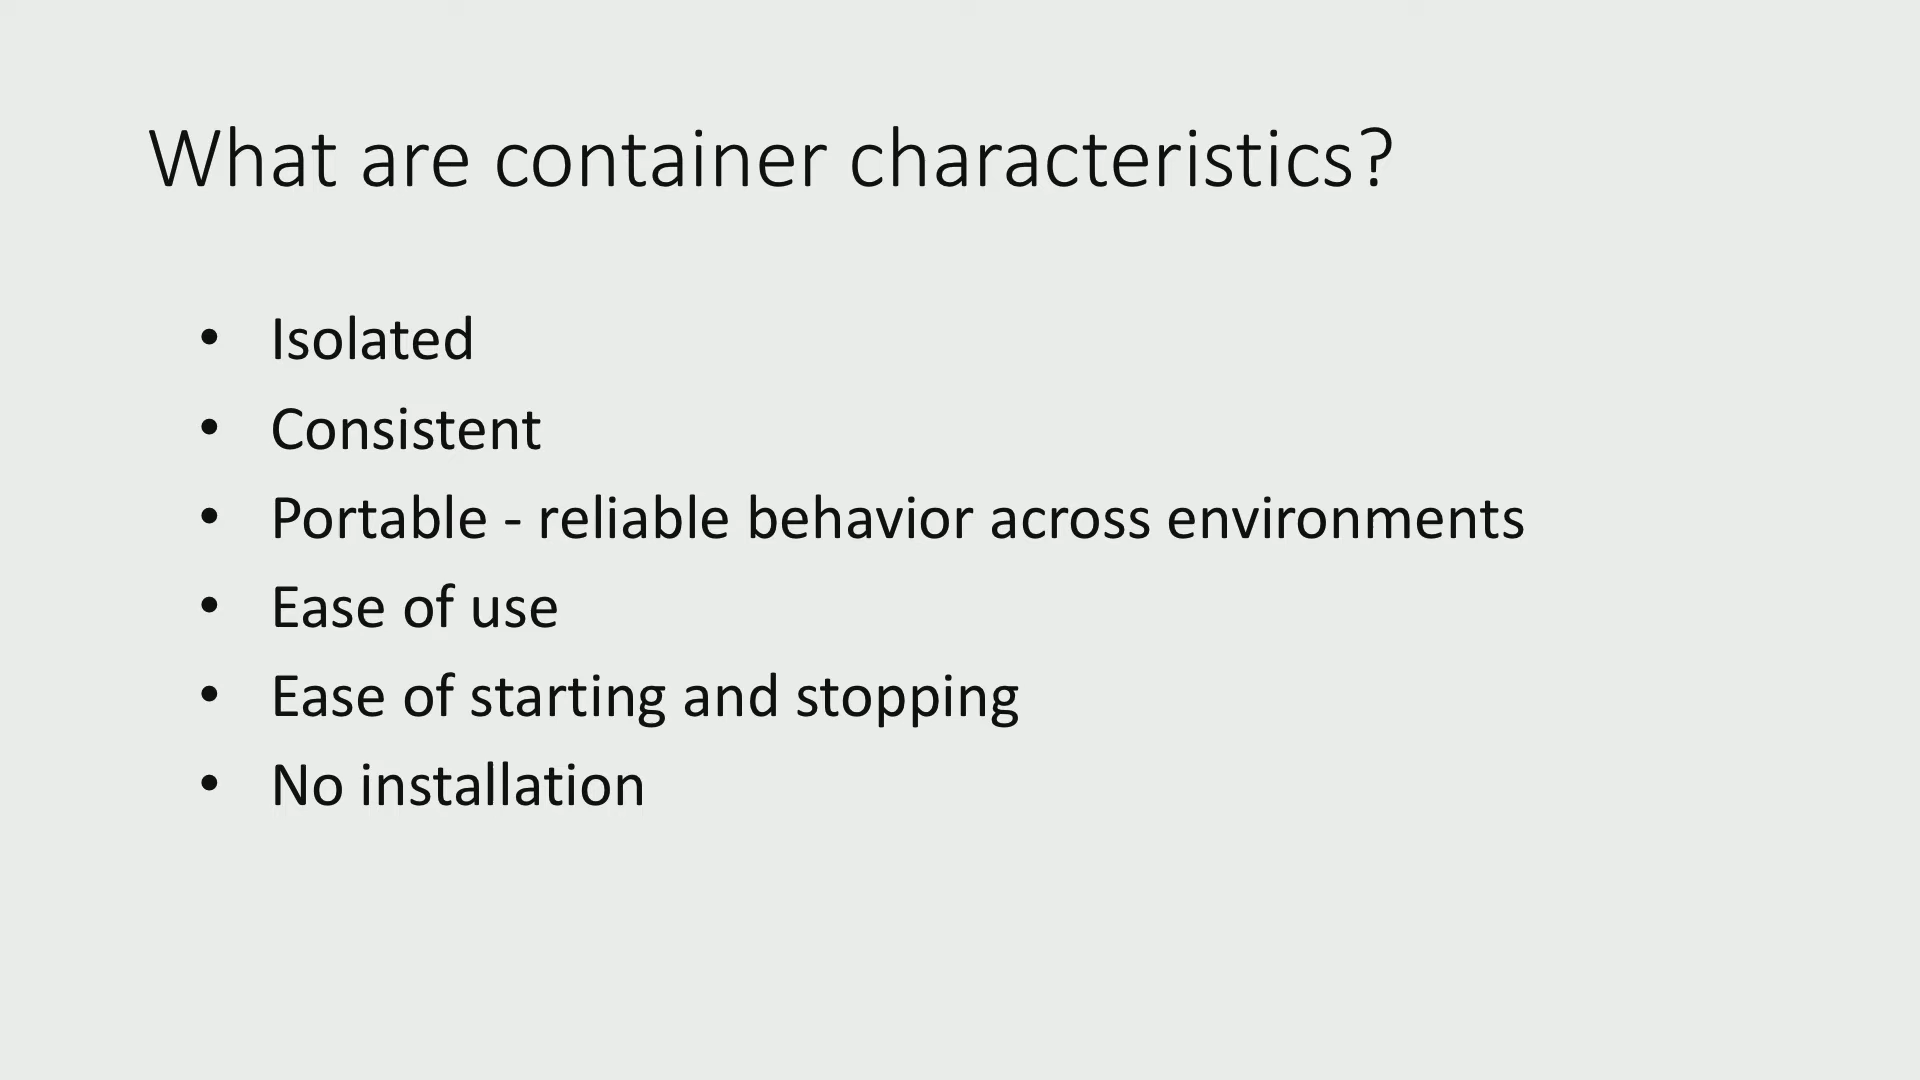 What are container characteristics?
• Isolated
• Consistent
• Portable - reliable behavior across environments
• Ease of use
• Ease of starting and stopping
• No installation